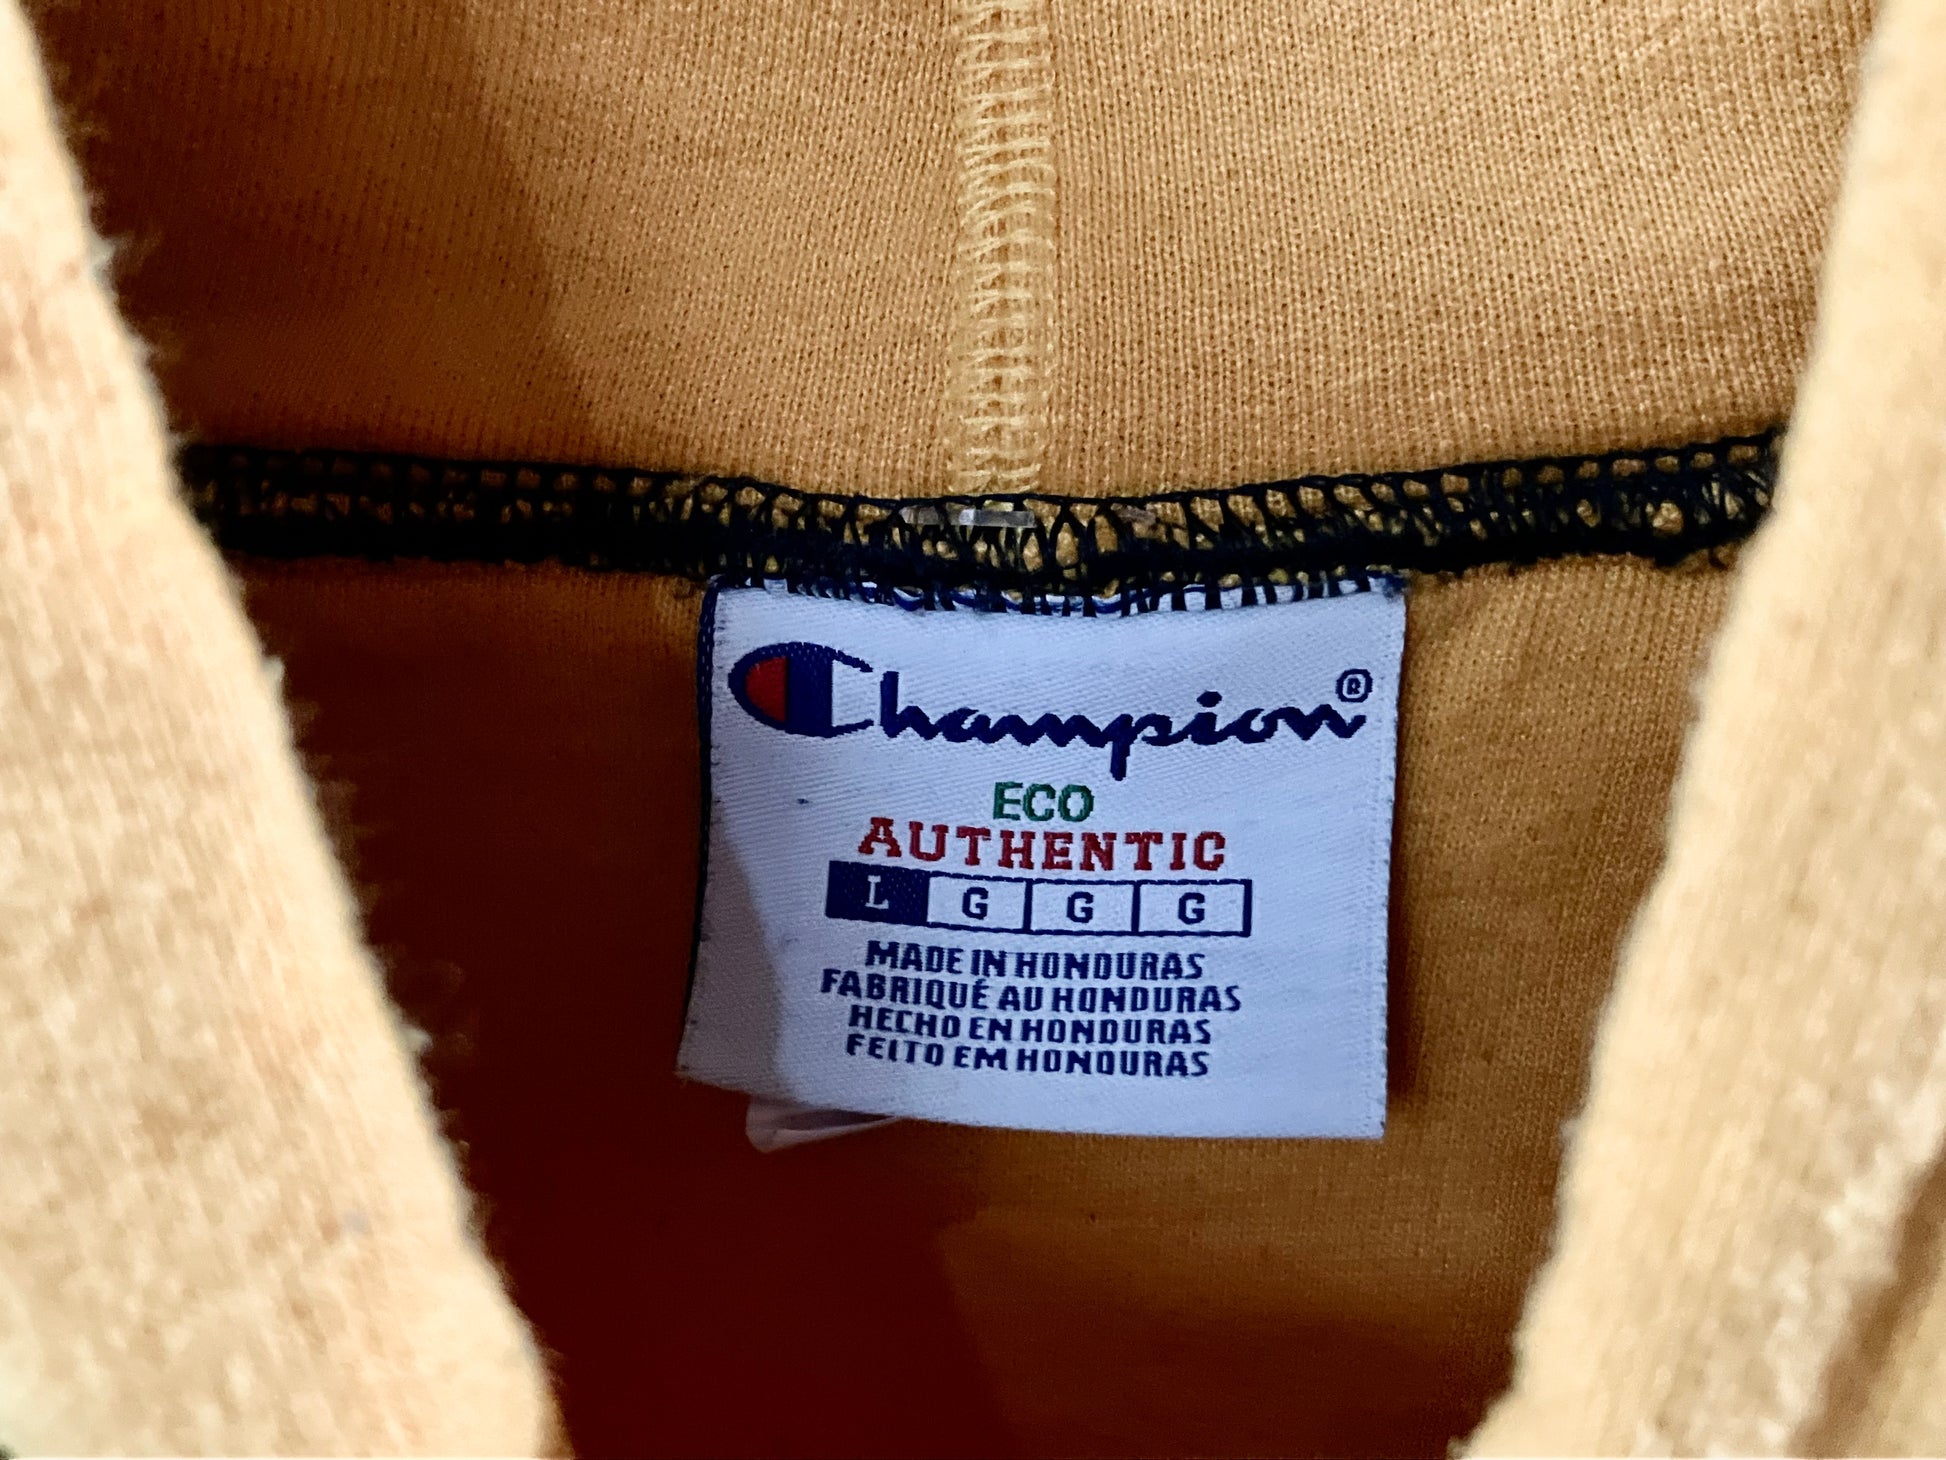 Champion®
ECO
AUTHENTIC
L G G G
MADE IN HONDURAS
FABRIQUÉ AU HONDURAS
HECHO EN HONDURAS
FEITO EM HONDURAS